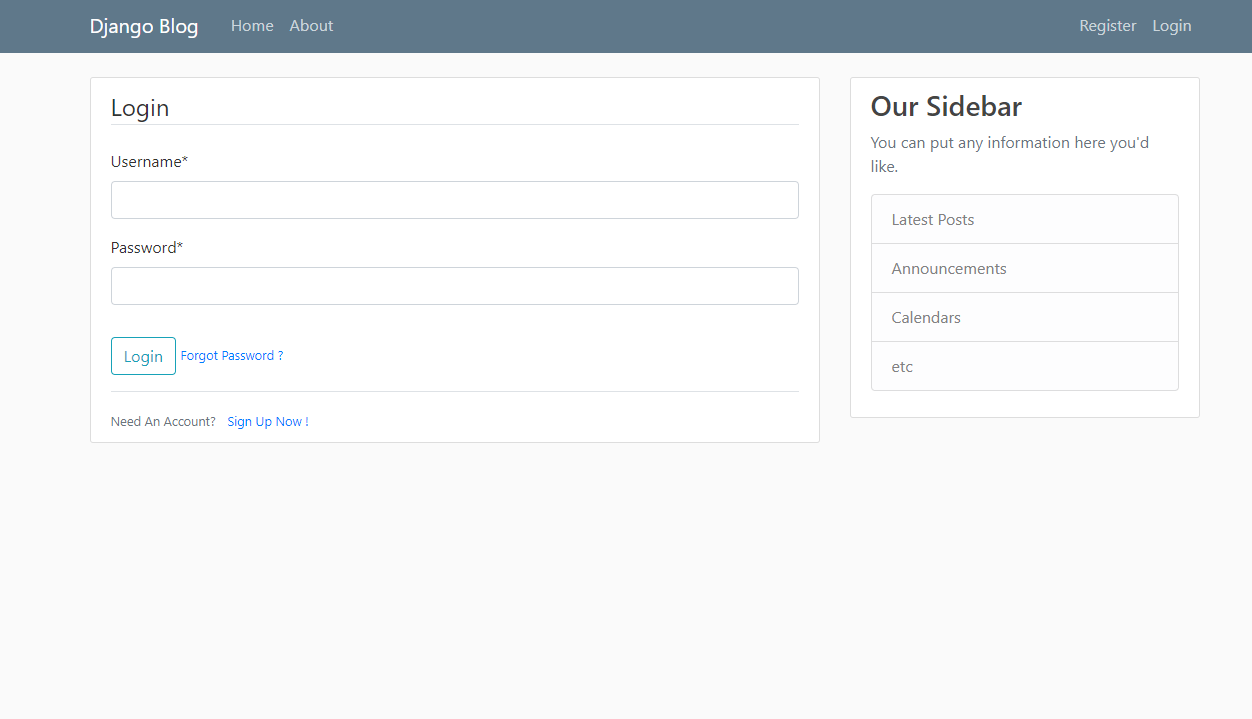 Django Blog Home About Register Login
Login
Username*
Password*
Login Forgot Password ?
Need An Account? Sign Up Now !
Our Sidebar
You can put any information here you'd
like.
Latest Posts
Announcements
Calendars
etc